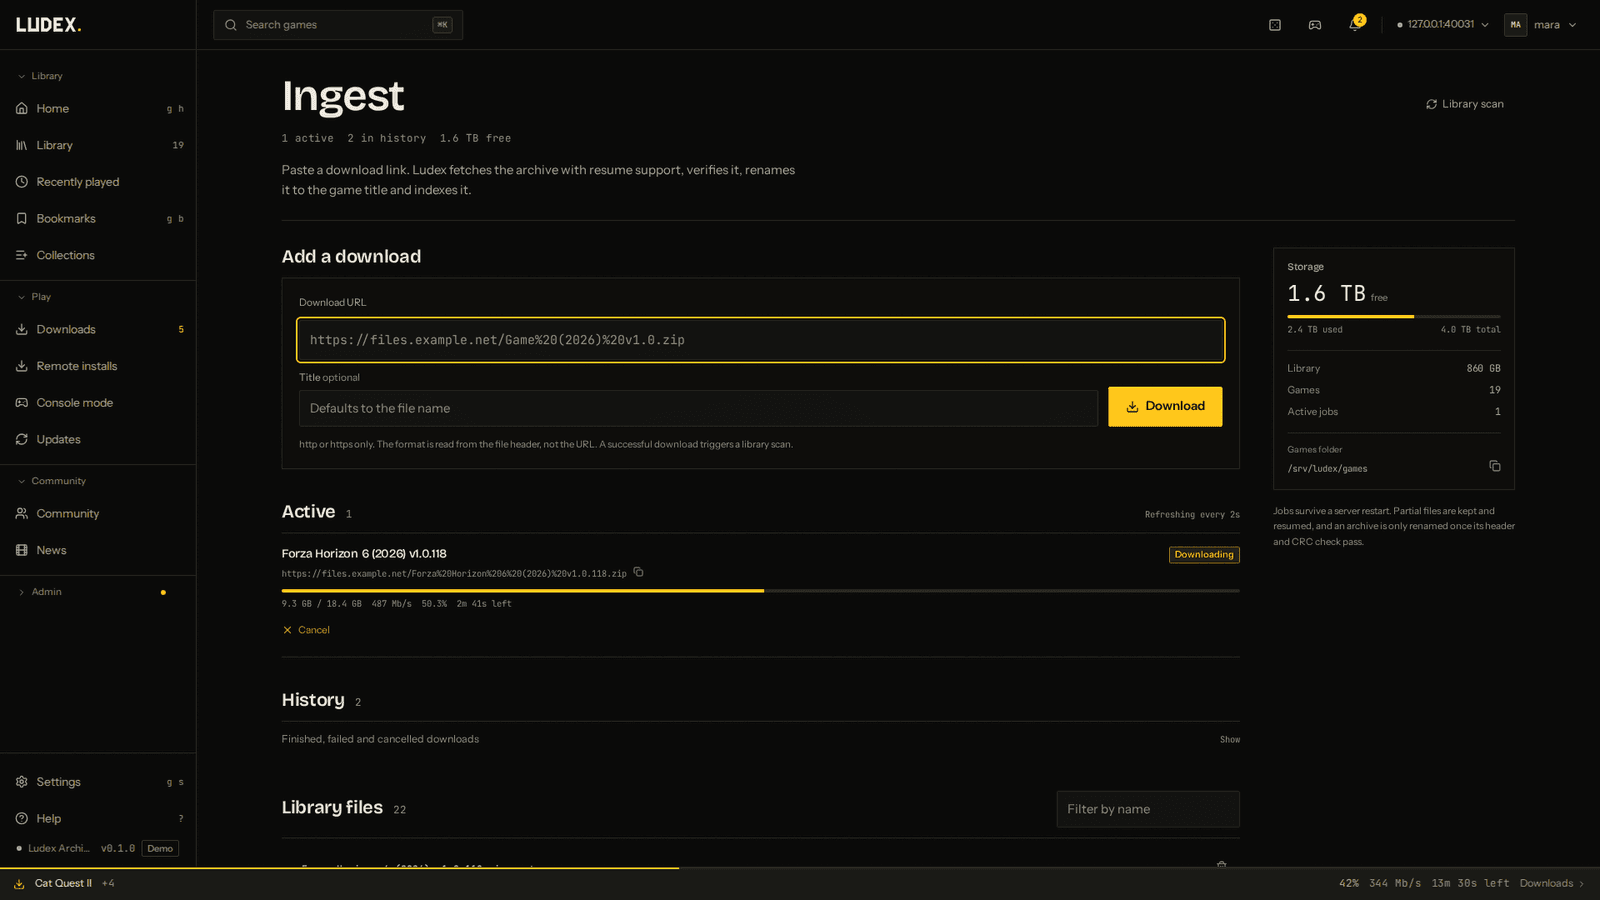 LUDEX.
Search games
⌘K
2
127.0.0.1:40031
MA
mara
Library
Home
g h
Library
19
Recently played
Bookmarks
g b
Collections
Play
Downloads
5
Remote installs
Console mode
Updates
Community
Community
News
Admin
Settings
g s
Help
?
Ludex Archi...
v0.1.0
Demo
Ingest
Library scan
1 active 2 in history 1.6 TB free
Paste a download link. Ludex fetches the archive with resume support, verifies it, renames
it to the game title and indexes it.
Add a download
Download URL
https://files.example.net/Game%20(2026)%20v1.0.zip
Title optional
Defaults to the file name
Download
http or https only. The format is read from the file header, not the URL. A successful download triggers a library scan.
Active 1
Refreshing every 2s
Forza Horizon 6 (2026) v1.0.118
Downloading
https://files.example.net/Forza%20Horizon%206%20(2026)%20v1.0.118.zip
9.3 GB / 18.4 GB 487 Mb/s 50.3% 2m 41s left
Cancel
History 2
Finished, failed and cancelled downloads
Show
Library files 22
Filter by name
Storage
1.6 TB free
2.4 TB used
4.0 TB total
Library
860 GB
Games
19
Active jobs
1
Games folder
/srv/ludex/games
Jobs survive a server restart. Partial files are kept and
resumed, and an archive is only renamed once its header
and CRC check pass.
Cat Quest II +4
42% 344 Mb/s 13m 30s left Downloads